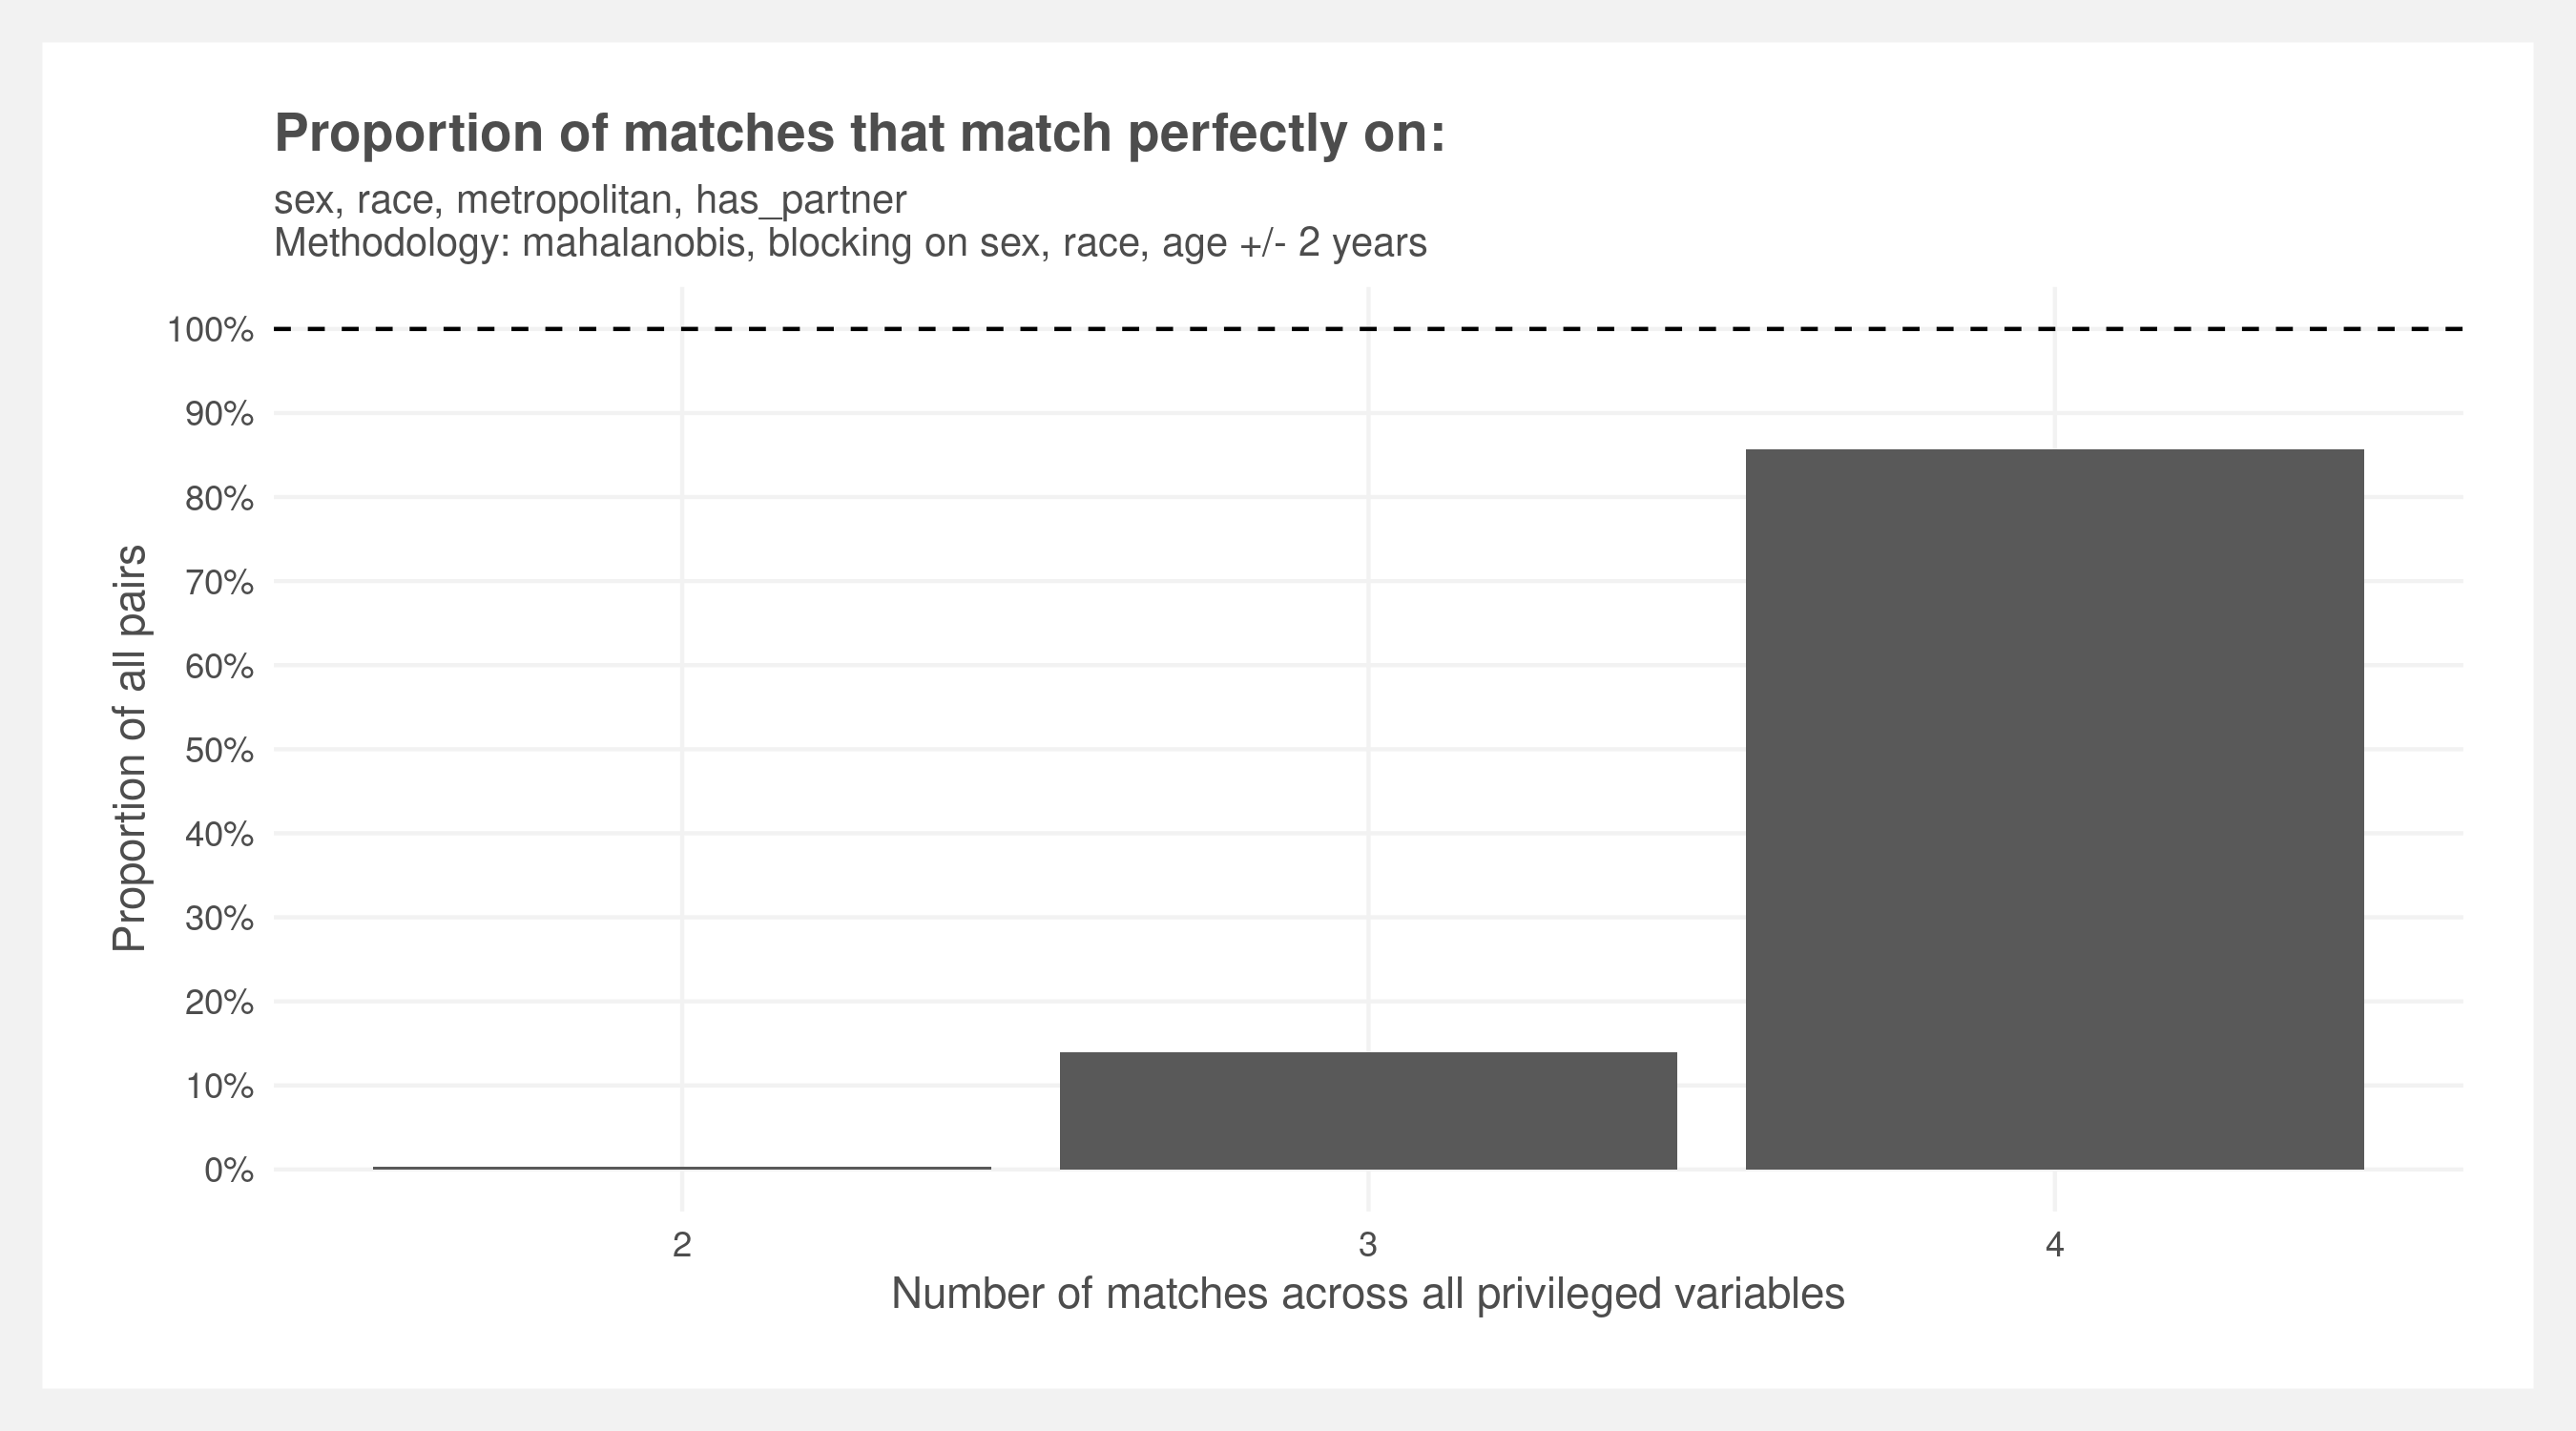 Proportion of matches that match perfectly on:
sex, race, metropolitan, has_partner
Methodology: mahalanobis, blocking on sex, race, age +/- 2 years
Proportion of all pairs
100%
90%
80%
70%
60%
50%
40%
30%
20%
10%
0%
2
3
4
Number of matches across all privileged variables